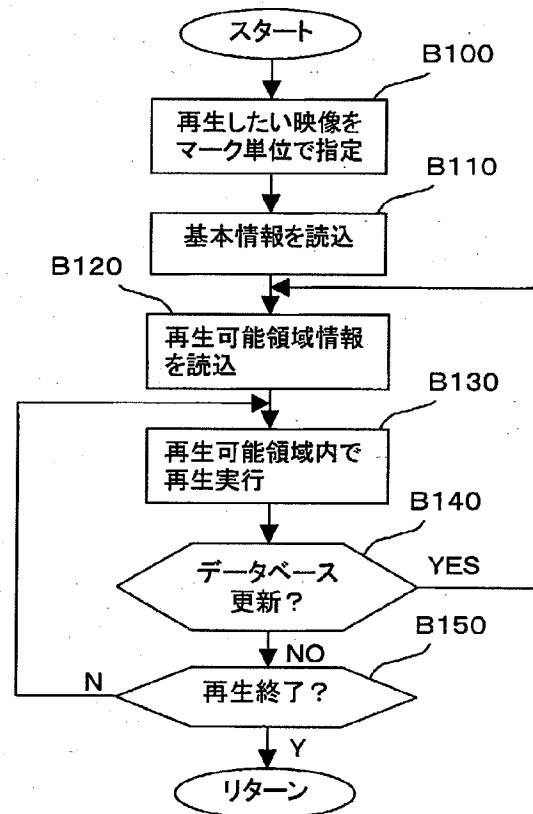 スタート
B100
再生したい映像を
マーク単位で指定
B110
基本情報を読込
B120
再生可能領域情報
を読込
B130
再生可能領域内で
再生実行
B140
データベース
更新？
YES
NO
B150
再生終了？
N
Y
リターン